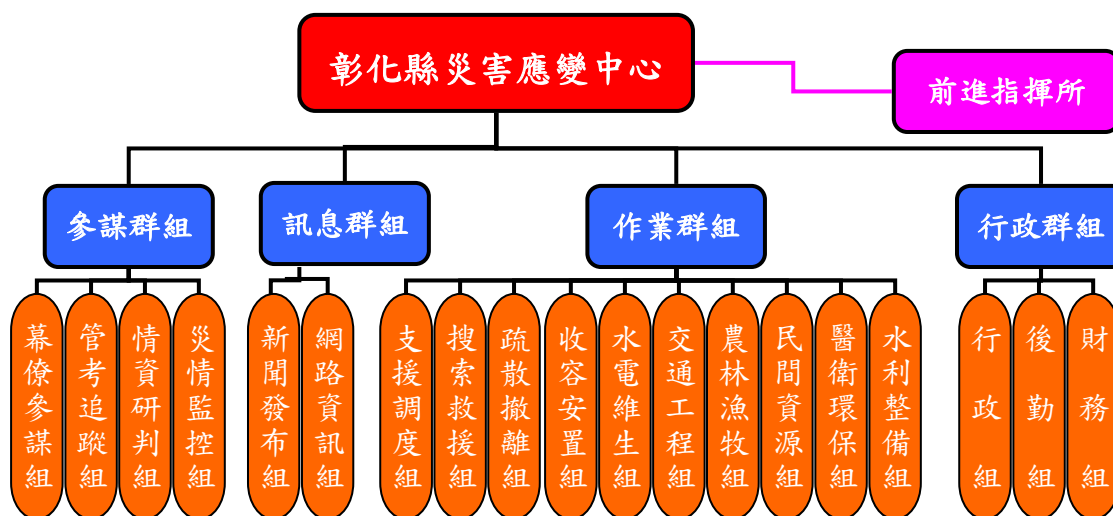 彰化縣災害應變中心
前進指揮所
參謀群組
訊息群組
作業群組
行政群組
幕僚參謀組
管考追蹤組
情資研判組
災情監控組
新聞發布組
網路資訊組
支援調度組
搜索救援組
疏散撤離組
收容安置組
水電維生組
交通工程組
農林漁牧組
民間資源組
醫衛環保組
水利整備組
行政組
後勤組
財務組